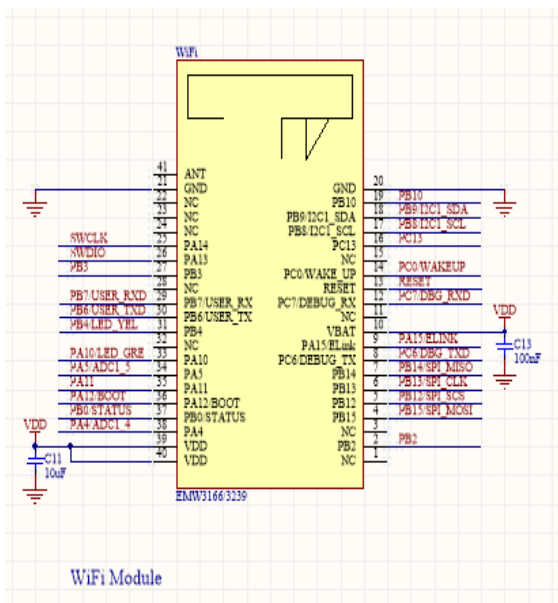 WiFi
41 ANT
21 GND GND 20
22 NC PB10 19 PB10
23 NC PB9/I2C1_SDA 18 PB9/I2C1_SDA
24 NC PB8/I2C1_SCL 17 PB8/I2C1_SCL
SWCLK 25 PA14 PC13 16 PC13
SWDIO 26 PA13 NC 15
PB3 27 PB3 PC0/WAKE_UP 14 PC0/WAKEUP
28 NC RESET 13 RESET
PB7/USER_RXD 29 PB7/USER_RX PC7/DEBUG_RX 12 PC7/DBG_RXD
PB6/USER_TXD 30 PB6/USER_TX NC 11 VDD
PB4/LED_YEL 31 PB4 VBAT 10
32 NC PA15/ELink 9 PA15/ELINK C13
PA10/LED_GRE 33 PA10 PC6/DEBUG_TX 8 PC6/DBG_TXD 100nF
PA5/ADC1_5 34 PA5 PB14 7 PB14/SPI_MISO
PA11 35 PA11 PB13 6 PB13/SPI_CLK
PA12/BOOT 36 PA12/BOOT PB12 5 PB12/SPI_SCS
PB0/STATUS 37 PB0/STATUS PB15 4 PB15/SPI_MOSI
VDD PA4/ADC1_4 38 PA4 NC 3
39 VDD PB2 2 PB2
C11 40 VDD NC 1
10uF
EMW3166/3239
WiFi Module